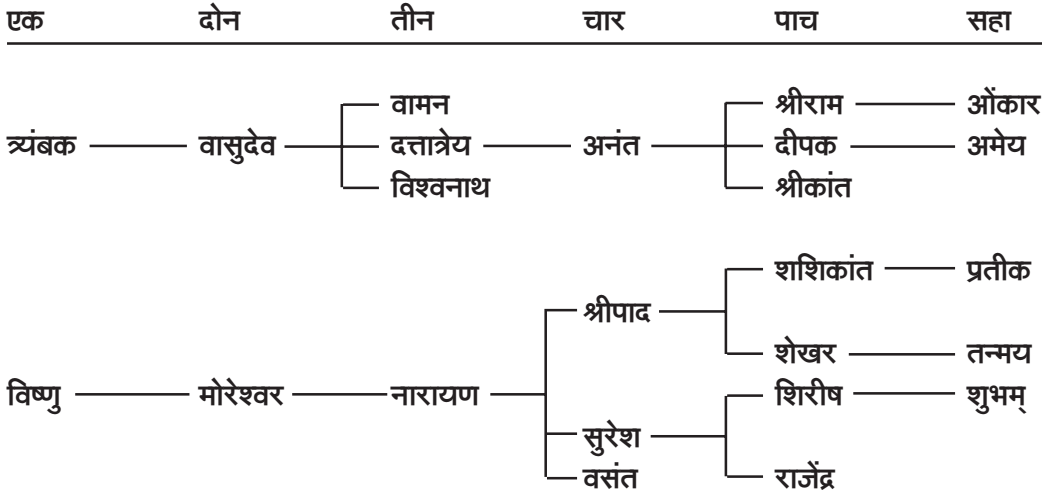 एक दोन तीन चार पाच सहा
वामन श्रीराम ओंकार
त्र्यंबक वासुदेव दत्तात्रेय अनंत दीपक अमेय
विश्वनाथ श्रीकांत
शशिकांत प्रतीक
श्रीपाद
शेखर तन्मय
विष्णु मोरेश्वर नारायण शिरीष शुभम्
सुरेश
वसंत राजेंद्र